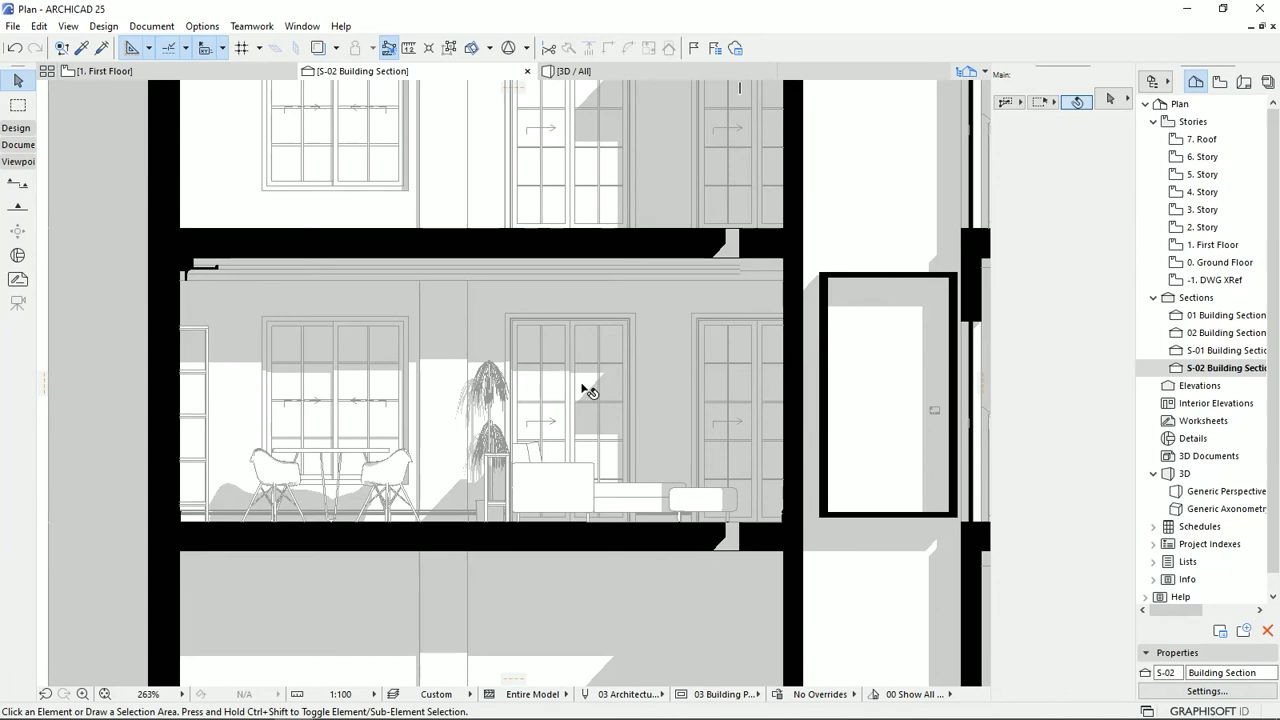 Plan - ARCHICAD 25
File Edit View Design Document Options Teamwork Window Help
[1. First Floor]
[S-02 Building Section]
[3D / All]
Main:
Design
Docume
Viewpoi
Plan
Stories
7. Roof
6. Story
5. Story
4. Story
3. Story
2. Story
1. First Floor
0. Ground Floor
-1. DWG XRef
Sections
01 Building Section
02 Building Section
S-01 Building Sectic
S-02 Building Sectic
Elevations
Interior Elevations
Worksheets
Details
3D Documents
3D
Generic Perspective
Generic Axonometr
Schedules
Project Indexes
Lists
Info
Help
Properties
S-02 Building Section
Settings...
263% N/A 1:100 Custom Entire Model 03 Architectu... 03 Building P... No Overrides 00 Show All ...
Click an Element or Draw a Selection Area. Press and Hold Ctrl+Shift to Toggle Element/Sub-Element Selection.
GRAPHISOFT ID